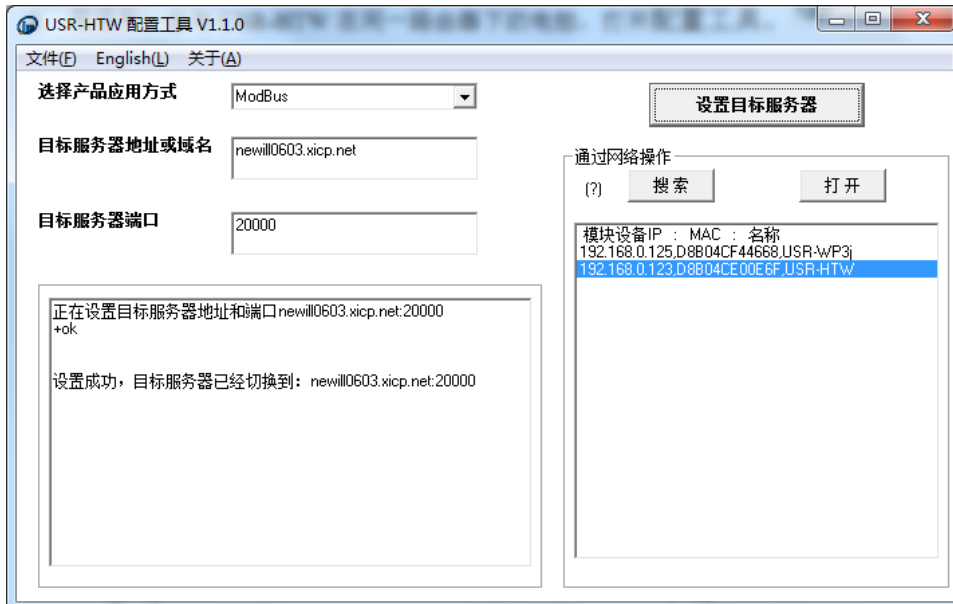 USR-HTW 配置工具 V1.1.0
文件(F) English(L) 关于(A)
选择产品应用方式
ModBus
设置目标服务器
目标服务器地址或域名
newill0603.xicp.net
目标服务器端口
20000
通过网络操作
(?) 搜索 打开
模块设备IP : MAC : 名称
192.168.0.125,D8B04CF44668,USR-WP3j
192.168.0.123,D8B04CE00E6F,USR-HTW
正在设置目标服务器地址和端口newill0603.xicp.net:20000
+ok
设置成功，目标服务器已经切换到：newill0603.xicp.net:20000